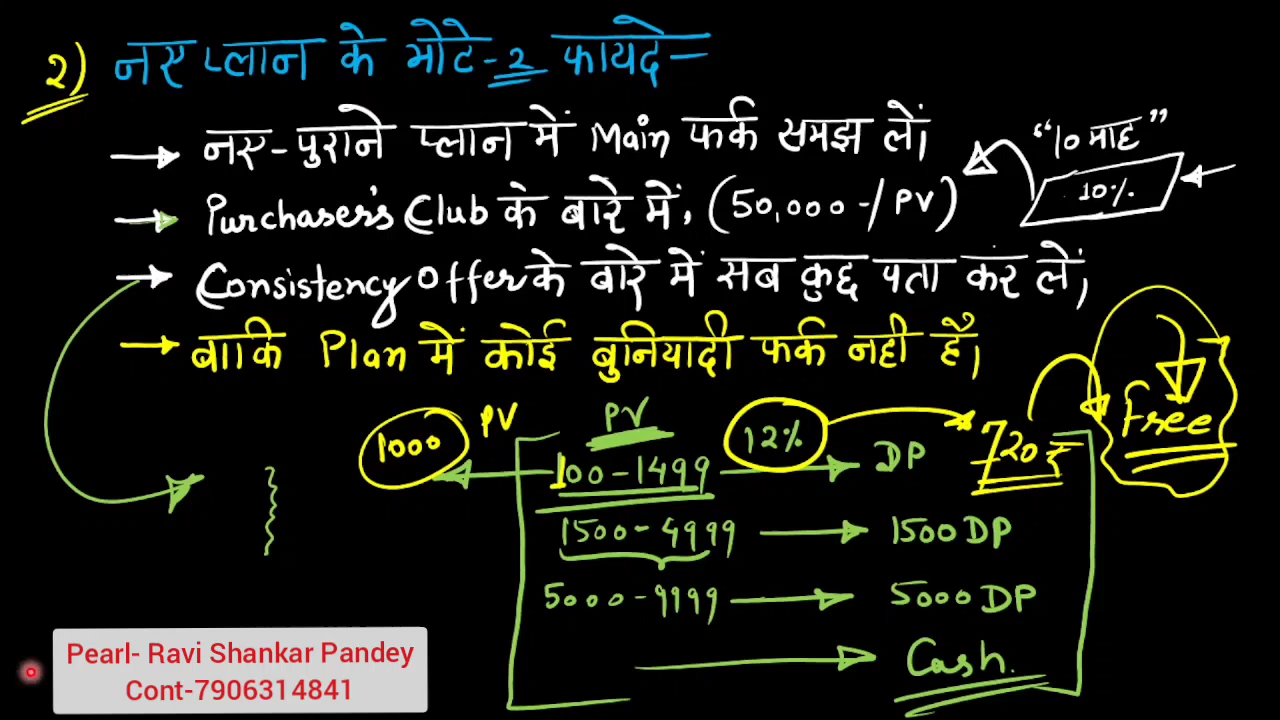 २) नए प्लान के मोटे-२ फायदे—
→ नए-पुराने प्लान में Main फर्क समझ लें।
"10 माह"
10%
→ Purchaser's Club के बारे में, (50,000-/PV)
→ Consistency Offer के बारे में सब कुछ पता कर लें,
→ बाकि Plan में कोई बुनियादी फर्क नही है।
1000 PV
PV
12%
Free
100-1499 → DP
720₹
1500-4999 → 1500 DP
5000-9999 → 5000 DP
→ Cash.
Pearl- Ravi Shankar Pandey
Cont-7906314841